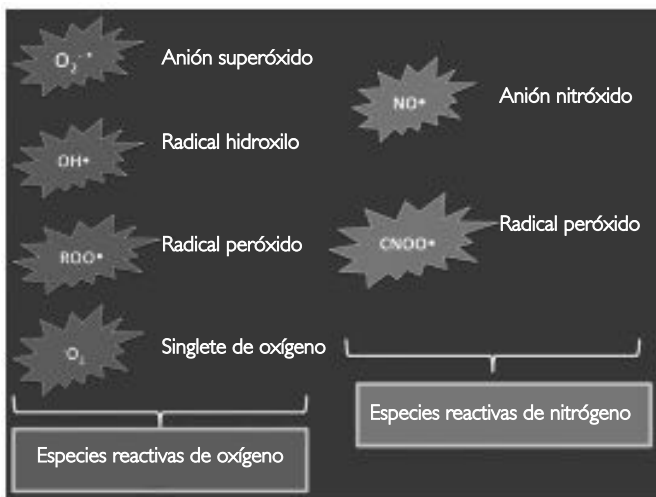 O₂⁻•
Anión superóxido
OH•
Radical hidroxilo
ROO•
Radical peróxido
O₂
Singlete de oxígeno
Especies reactivas de oxígeno
NO•
Anión nitróxido
CNOO•
Radical peróxido
Especies reactivas de nitrógeno